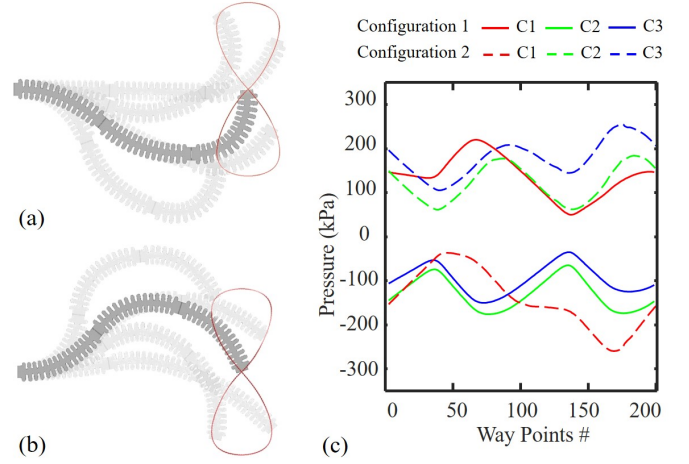 Configuration 1 C1 C2 C3
Configuration 2 C1 C2 C3
(a)
(b)
(c)
Pressure (kPa)
300
200
100
0
-100
-200
-300
0 50 100 150 200
Way Points #